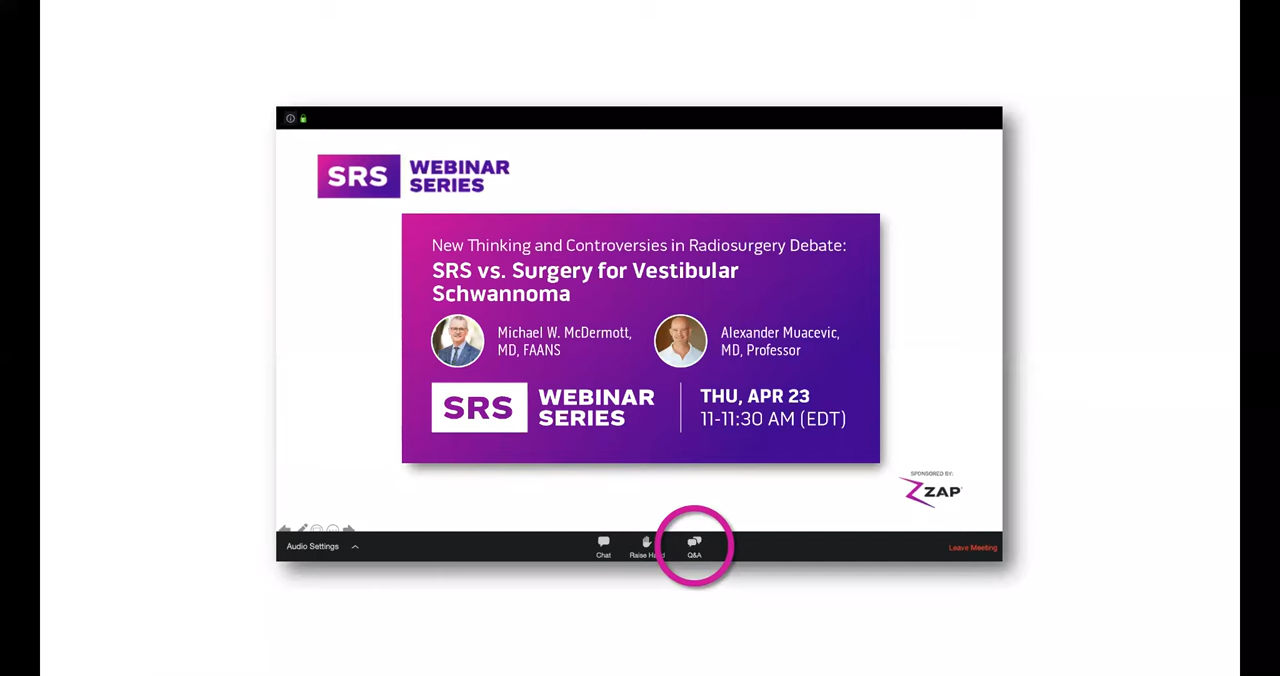 SRS WEBINAR
SERIES
New Thinking and Controversies in Radiosurgery Debate:
SRS vs. Surgery for Vestibular
Schwannoma
Michael W. McDermott,
MD, FAANS
Alexander Muacevic,
MD, Professor
SRS WEBINAR
SERIES
THU, APR 23
11-11:30 AM (EDT)
SPONSORED BY:
ZAP
Audio Settings
Chat
Raise Hand
Q&A
Leave Meeting